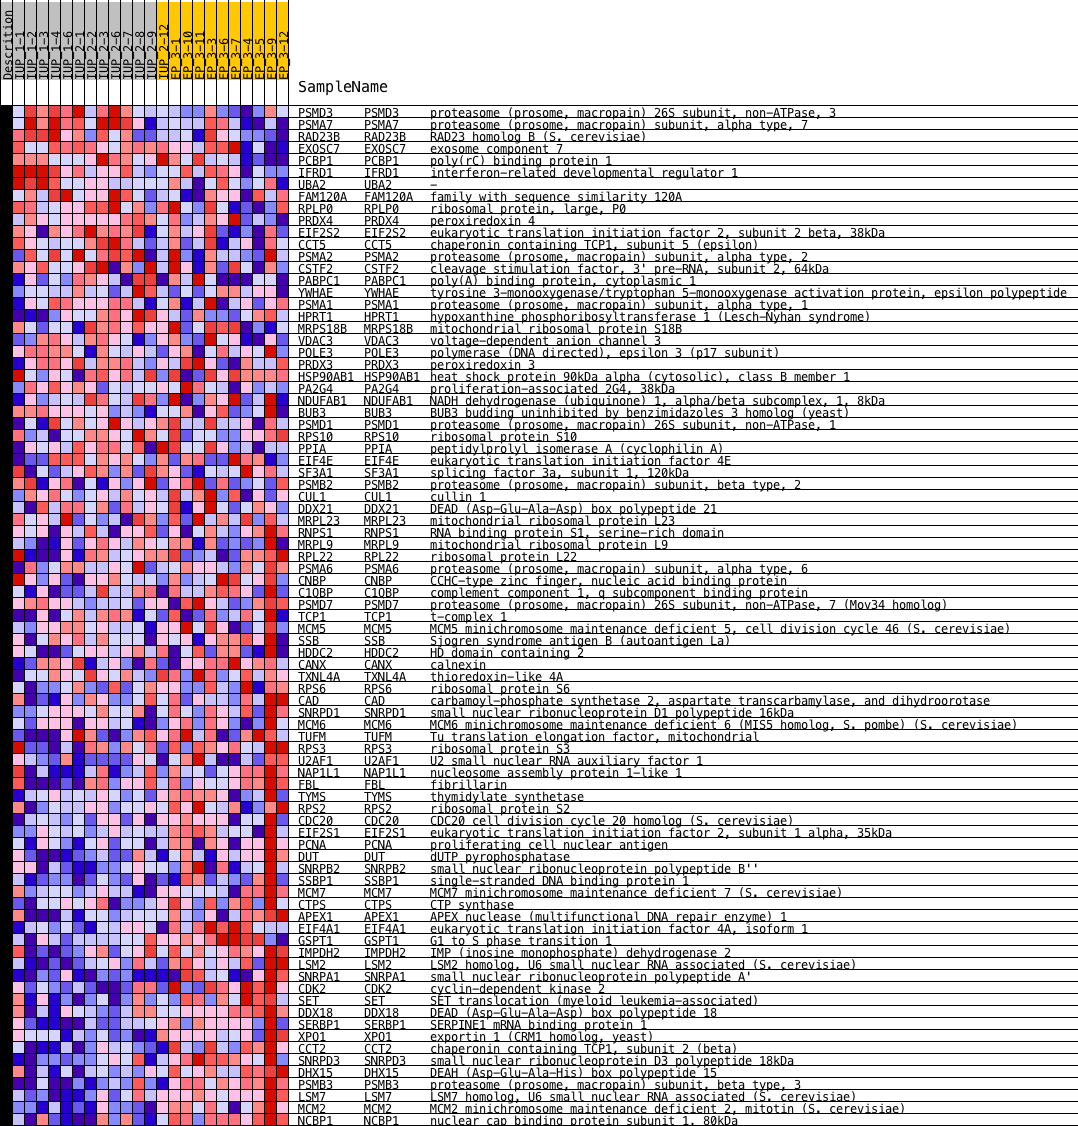 Descrition
IUP_1-1
IUP_1-2
IUP_1-3
IUP_1-4
IUP_1-6
IUP_2-1
IUP_2-2
IUP_2-3
IUP_2-6
IUP_2-7
IUP_2-8
IUP_2-9
IUP_2-12
EP_3-1
EP_3-10
EP_3-11
EP_3-3
EP_3-6
EP_3-7
EP_3-4
EP_3-5
EP_3-9
EP_3-12
SampleName
PSMD3 PSMD3 proteasome (prosome, macropain) 26S subunit, non-ATPase, 3
PSMA7 PSMA7 proteasome (prosome, macropain) subunit, alpha type, 7
RAD23B RAD23B RAD23 homolog B (S. cerevisiae)
EXOSC7 EXOSC7 exosome component 7
PCBP1 PCBP1 poly(rC) binding protein 1
IFRD1 IFRD1 interferon-related developmental regulator 1
UBA2 UBA2 -
FAM120A FAM120A family with sequence similarity 120A
RPLP0 RPLP0 ribosomal protein, large, P0
PRDX4 PRDX4 peroxiredoxin 4
EIF2S2 EIF2S2 eukaryotic translation initiation factor 2, subunit 2 beta, 38kDa
CCT5 CCT5 chaperonin containing TCP1, subunit 5 (epsilon)
PSMA2 PSMA2 proteasome (prosome, macropain) subunit, alpha type, 2
CSTF2 CSTF2 cleavage stimulation factor, 3' pre-RNA, subunit 2, 64kDa
PABPC1 PABPC1 poly(A) binding protein, cytoplasmic 1
YWHAE YWHAE tyrosine 3-monooxygenase/tryptophan 5-monooxygenase activation protein, epsilon polypeptide
PSMA1 PSMA1 proteasome (prosome, macropain) subunit, alpha type, 1
HPRT1 HPRT1 hypoxanthine phosphoribosyltransferase 1 (Lesch-Nyhan syndrome)
MRPS18B MRPS18B mitochondrial ribosomal protein S18B
VDAC3 VDAC3 voltage-dependent anion channel 3
POLE3 POLE3 polymerase (DNA directed), epsilon 3 (p17 subunit)
PRDX3 PRDX3 peroxiredoxin 3
HSP90AB1 HSP90AB1 heat shock protein 90kDa alpha (cytosolic), class B member 1
PA2G4 PA2G4 proliferation-associated 2G4, 38kDa
NDUFAB1 NDUFAB1 NADH dehydrogenase (ubiquinone) 1, alpha/beta subcomplex, 1, 8kDa
BUB3 BUB3 BUB3 budding uninhibited by benzimidazoles 3 homolog (yeast)
PSMD1 PSMD1 proteasome (prosome, macropain) 26S subunit, non-ATPase, 1
RPS10 RPS10 ribosomal protein S10
PPIA PPIA peptidylprolyl isomerase A (cyclophilin A)
EIF4E EIF4E eukaryotic translation initiation factor 4E
SF3A1 SF3A1 splicing factor 3a, subunit 1, 120kDa
PSMB2 PSMB2 proteasome (prosome, macropain) subunit, beta type, 2
CUL1 CUL1 cullin 1
DDX21 DDX21 DEAD (Asp-Glu-Ala-Asp) box polypeptide 21
MRPL23 MRPL23 mitochondrial ribosomal protein L23
RNPS1 RNPS1 RNA binding protein S1, serine-rich domain
MRPL9 MRPL9 mitochondrial ribosomal protein L9
RPL22 RPL22 ribosomal protein L22
PSMA6 PSMA6 proteasome (prosome, macropain) subunit, alpha type, 6
CNBP CNBP CCHC-type zinc finger, nucleic acid binding protein
C1QBP C1QBP complement component 1, q subcomponent binding protein
PSMD7 PSMD7 proteasome (prosome, macropain) 26S subunit, non-ATPase, 7 (Mov34 homolog)
TCP1 TCP1 t-complex 1
MCM5 MCM5 MCM5 minichromosome maintenance deficient 5, cell division cycle 46 (S. cerevisiae)
SSB SSB Sjogren syndrome antigen B (autoantigen La)
HDDC2 HDDC2 HD domain containing 2
CANX CANX calnexin
TXNL4A TXNL4A thioredoxin-like 4A
RPS6 RPS6 ribosomal protein S6
CAD CAD carbamoyl-phosphate synthetase 2, aspartate transcarbamylase, and dihydroorotase
SNRPD1 SNRPD1 small nuclear ribonucleoprotein D1 polypeptide 16kDa
MCM6 MCM6 MCM6 minichromosome maintenance deficient 6 (MIS5 homolog, S. pombe) (S. cerevisiae)
TUFM TUFM Tu translation elongation factor, mitochondrial
RPS3 RPS3 ribosomal protein S3
U2AF1 U2AF1 U2 small nuclear RNA auxiliary factor 1
NAP1L1 NAP1L1 nucleosome assembly protein 1-like 1
FBL FBL fibrillarin
TYMS TYMS thymidylate synthetase
RPS2 RPS2 ribosomal protein S2
CDC20 CDC20 CDC20 cell division cycle 20 homolog (S. cerevisiae)
EIF2S1 EIF2S1 eukaryotic translation initiation factor 2, subunit 1 alpha, 35kDa
PCNA PCNA proliferating cell nuclear antigen
DUT DUT dUTP pyrophosphatase
SNRPB2 SNRPB2 small nuclear ribonucleoprotein polypeptide B''
SSBP1 SSBP1 single-stranded DNA binding protein 1
MCM7 MCM7 MCM7 minichromosome maintenance deficient 7 (S. cerevisiae)
CTPS CTPS CTP synthase
APEX1 APEX1 APEX nuclease (multifunctional DNA repair enzyme) 1
EIF4A1 EIF4A1 eukaryotic translation initiation factor 4A, isoform 1
GSPT1 GSPT1 G1 to S phase transition 1
IMPDH2 IMPDH2 IMP (inosine monophosphate) dehydrogenase 2
LSM2 LSM2 LSM2 homolog, U6 small nuclear RNA associated (S. cerevisiae)
SNRPA1 SNRPA1 small nuclear ribonucleoprotein polypeptide A'
CDK2 CDK2 cyclin-dependent kinase 2
SET SET SET translocation (myeloid leukemia-associated)
DDX18 DDX18 DEAD (Asp-Glu-Ala-Asp) box polypeptide 18
SERBP1 SERBP1 SERPINE1 mRNA binding protein 1
XPO1 XPO1 exportin 1 (CRM1 homolog, yeast)
CCT2 CCT2 chaperonin containing TCP1, subunit 2 (beta)
SNRPD3 SNRPD3 small nuclear ribonucleoprotein D3 polypeptide 18kDa
DHX15 DHX15 DEAH (Asp-Glu-Ala-His) box polypeptide 15
PSMB3 PSMB3 proteasome (prosome, macropain) subunit, beta type, 3
LSM7 LSM7 LSM7 homolog, U6 small nuclear RNA associated (S. cerevisiae)
MCM2 MCM2 MCM2 minichromosome maintenance deficient 2, mitotin (S. cerevisiae)
NCBP1 NCBP1 nuclear cap binding protein subunit 1, 80kDa